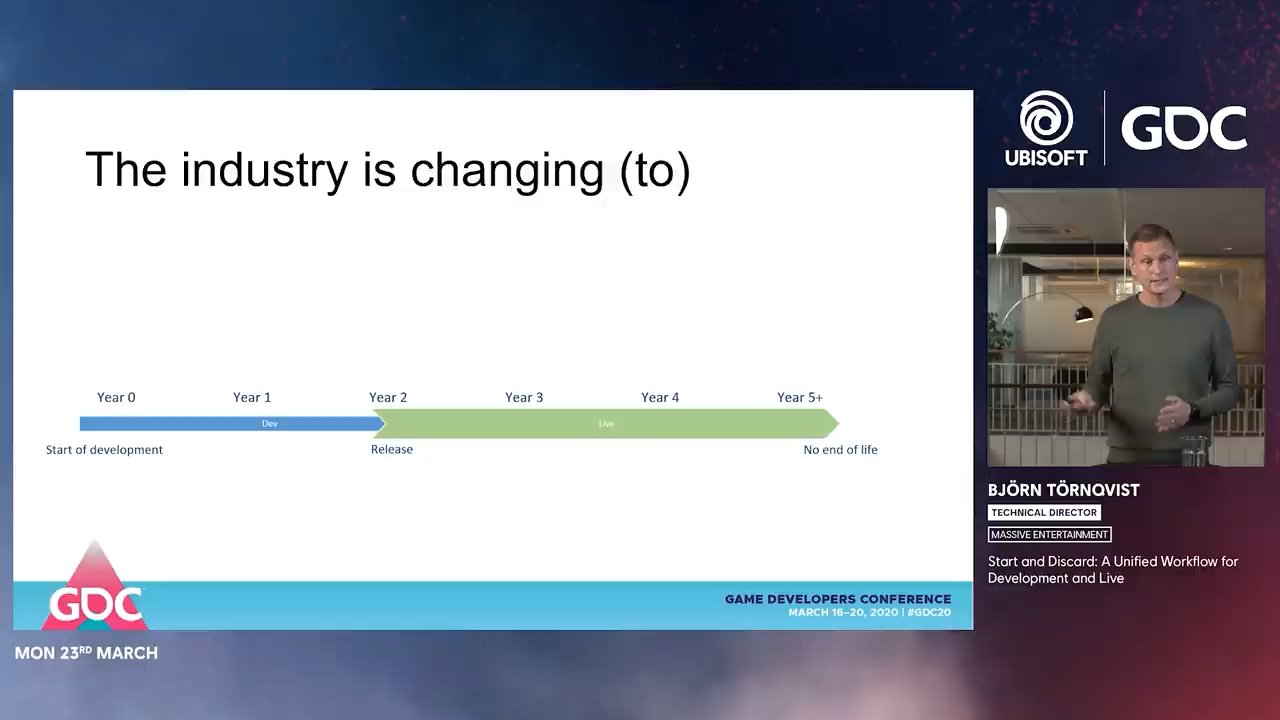 The industry is changing (to)
Year 0 Year 1 Year 2 Year 3 Year 4 Year 5+
Dev Live
Start of development Release No end of life
GDC
GAME DEVELOPERS CONFERENCE
MARCH 16–20, 2020 | #GDC20
MON 23RD MARCH
UBISOFT GDC
BJÖRN TÖRNQVIST
TECHNICAL DIRECTOR
MASSIVE ENTERTAINMENT
Start and Discard: A Unified Workflow for
Development and Live